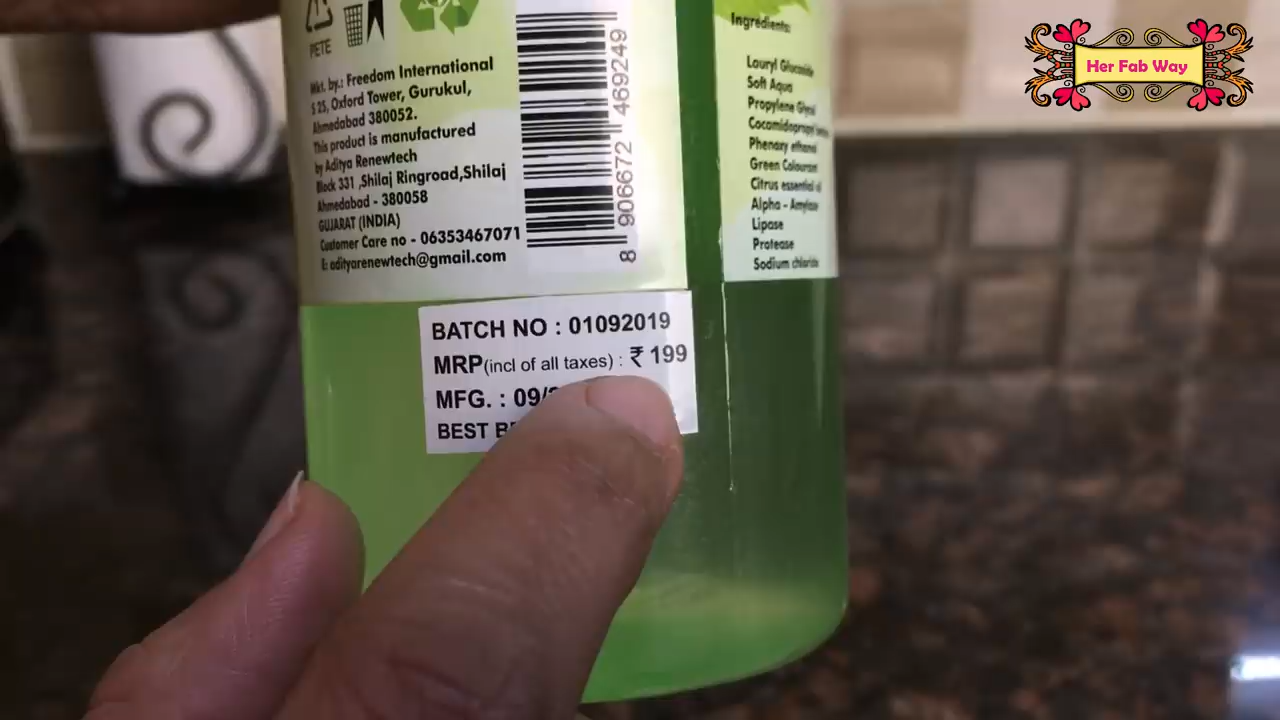 PETE
Mkt. by.: Freedom International
S 25, Oxford Tower, Gurukul,
Ahmedabad 380052.
This product is manufactured
by Aditya Renewtech
Block 331 ,Shilaj Ringroad,Shilaj
Ahmedabad - 380058
GUJARAT (INDIA)
Customer Care no - 06353467071
E: adityarenewtech@gmail.com
8 906672 469249
Ingredients:
Lauryl Glucoside
Soft Aqua
Propylene Glycol
Phenoxy ethanol
Green Colourant
Citrus essential oil
Alpha - Amylase
Lipase
Protease
Sodium chloride
BATCH NO : 01092019
MRP(incl of all taxes) : ₹ 199
MFG. : 09/
BEST
Her Fab Way